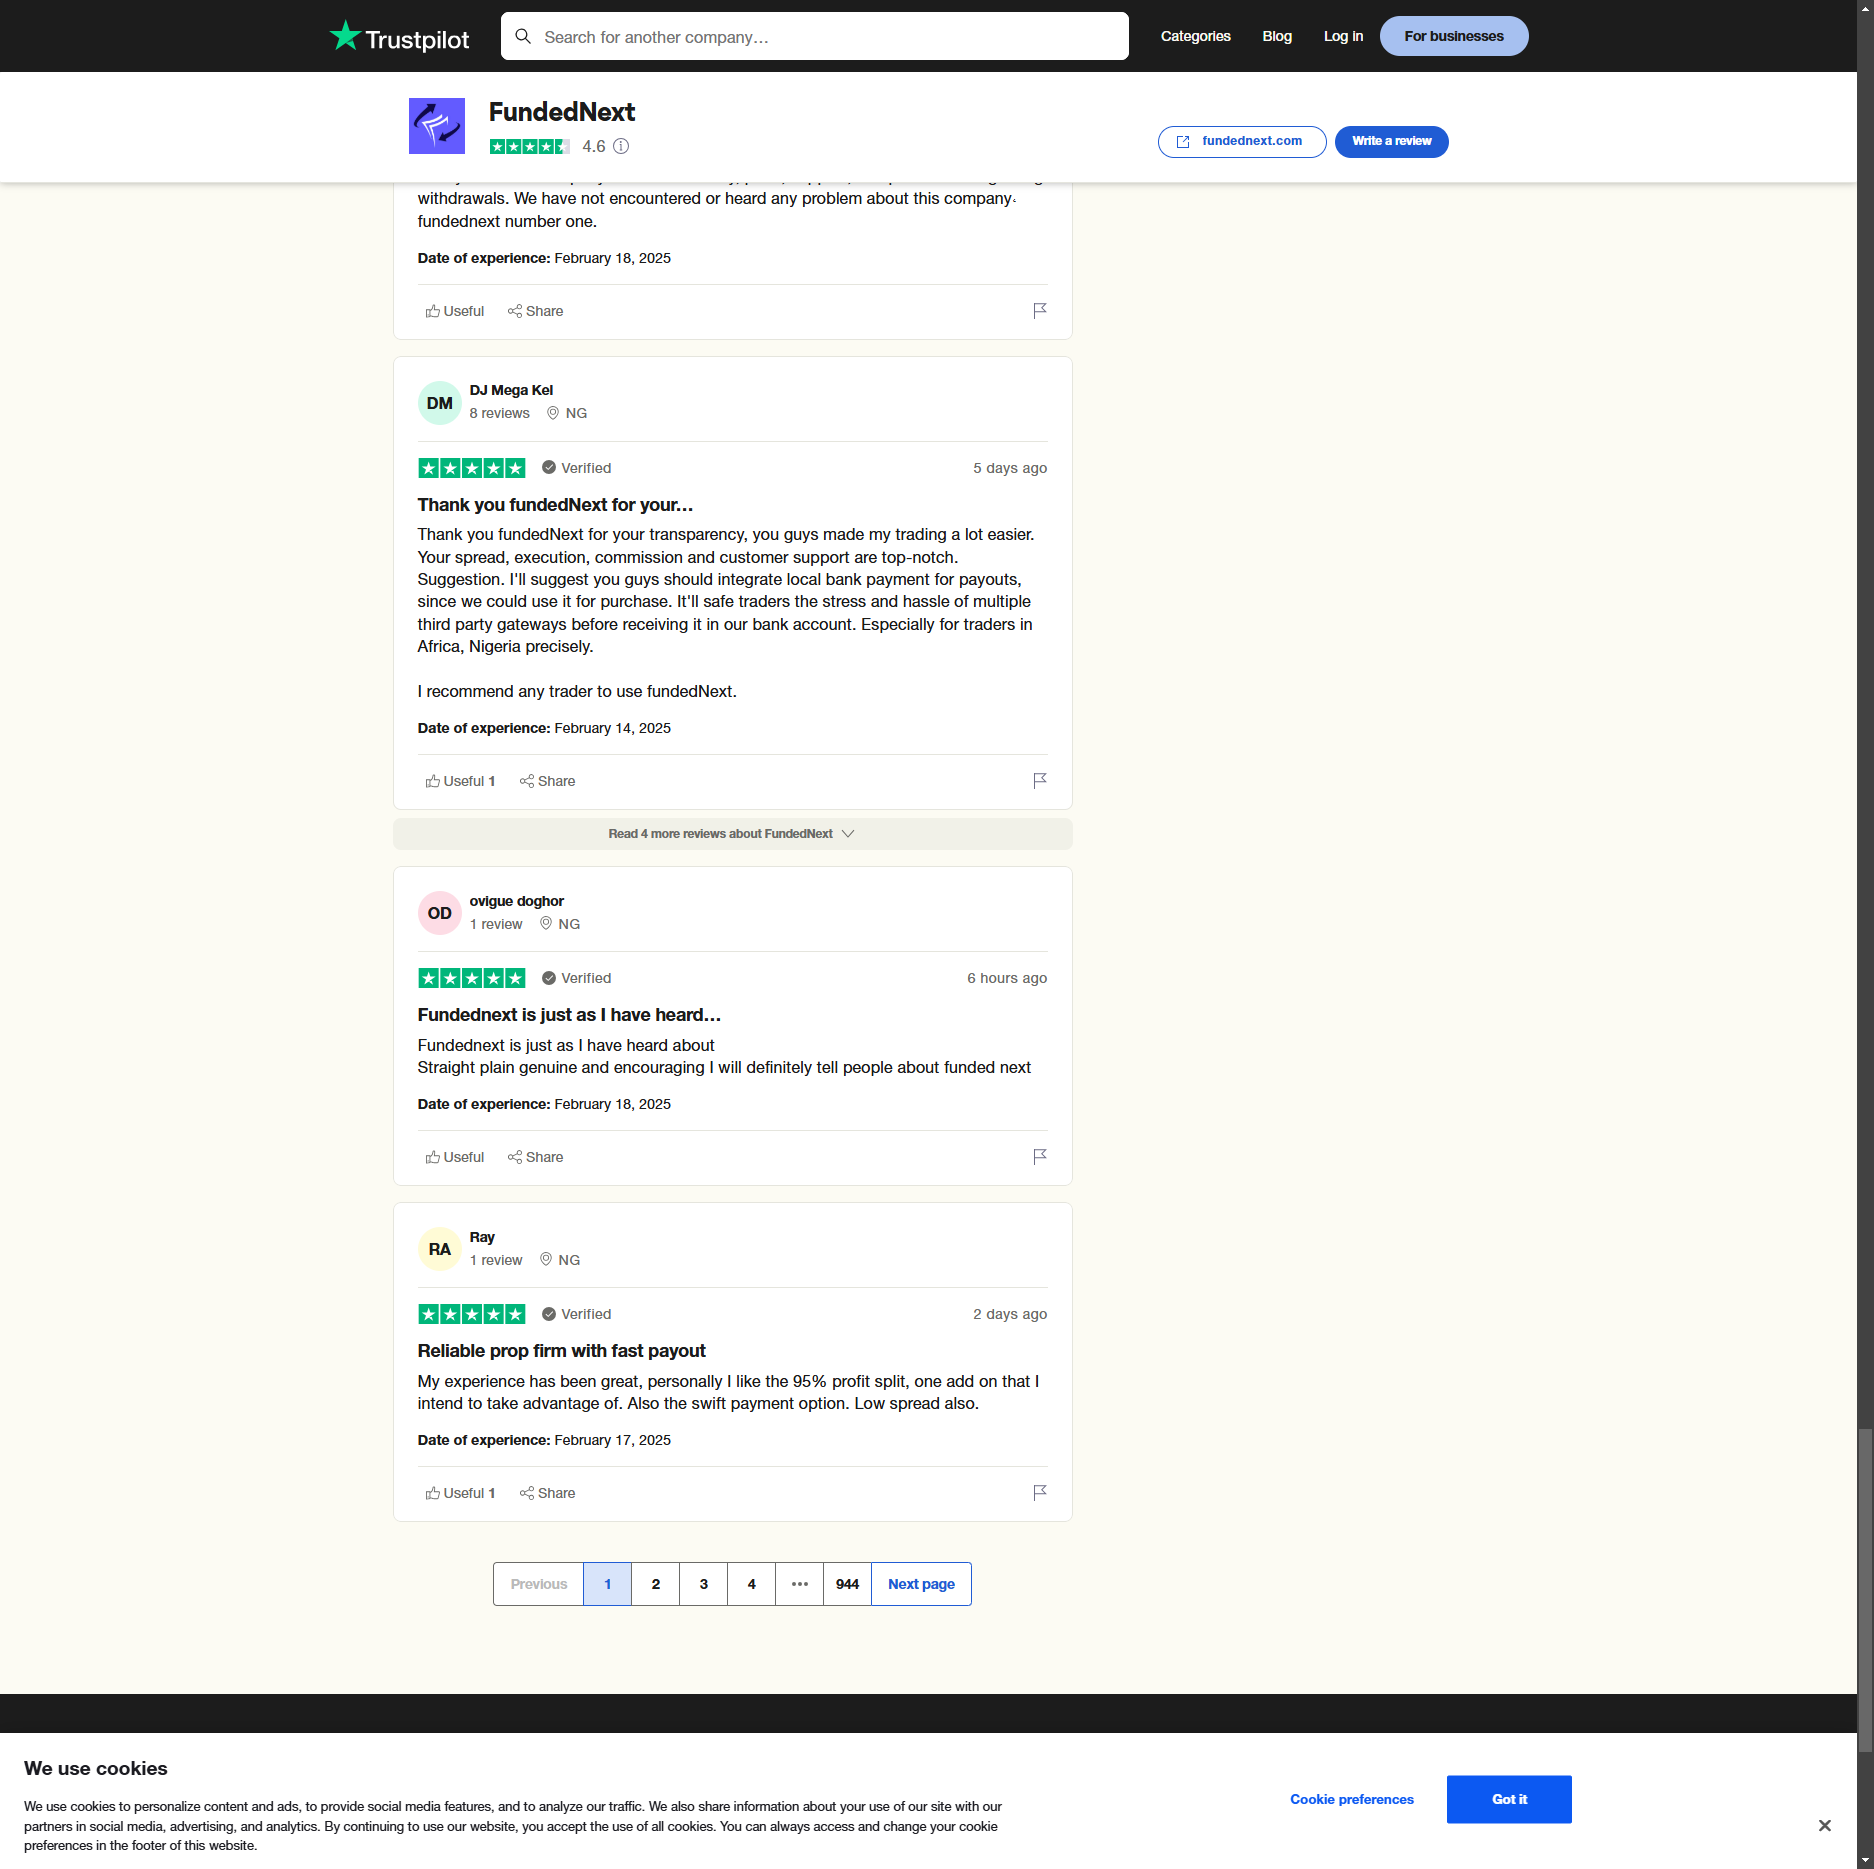 Trustpilot
Search for another company...
Categories
Blog
Log in
For businesses
FundedNext
4.6
fundednext.com
Write a review
withdrawals. We have not encountered or heard any problem about this company.
fundednext number one.
Date of experience: February 18, 2025
Useful
Share
DM
DJ Mega Kel
8 reviews
NG
Verified
5 days ago
Thank you fundedNext for your…
Thank you fundedNext for your transparency, you guys made my trading a lot easier.
Your spread, execution, commission and customer support are top-notch.
Suggestion. I'll suggest you guys should integrate local bank payment for payouts,
since we could use it for purchase. It'll safe traders the stress and hassle of multiple
third party gateways before receiving it in our bank account. Especially for traders in
Africa, Nigeria precisely.
I recommend any trader to use fundedNext.
Date of experience: February 14, 2025
Useful 1
Share
Read 4 more reviews about FundedNext
OD
ovigue doghor
1 review
NG
Verified
6 hours ago
Fundednext is just as I have heard…
Fundednext is just as I have heard about
Straight plain genuine and encouraging I will definitely tell people about funded next
Date of experience: February 18, 2025
Useful
Share
RA
Ray
1 review
NG
Verified
2 days ago
Reliable prop firm with fast payout
My experience has been great, personally I like the 95% profit split, one add on that I
intend to take advantage of. Also the swift payment option. Low spread also.
Date of experience: February 17, 2025
Useful 1
Share
Previous
1
2
3
4
•••
944
Next page
We use cookies
We use cookies to personalize content and ads, to provide social media features, and to analyze our traffic. We also share information about your use of our site with our
partners in social media, advertising, and analytics. By continuing to use our website, you accept the use of all cookies. You can always access and change your cookie
preferences in the footer of this website.
Cookie preferences
Got it